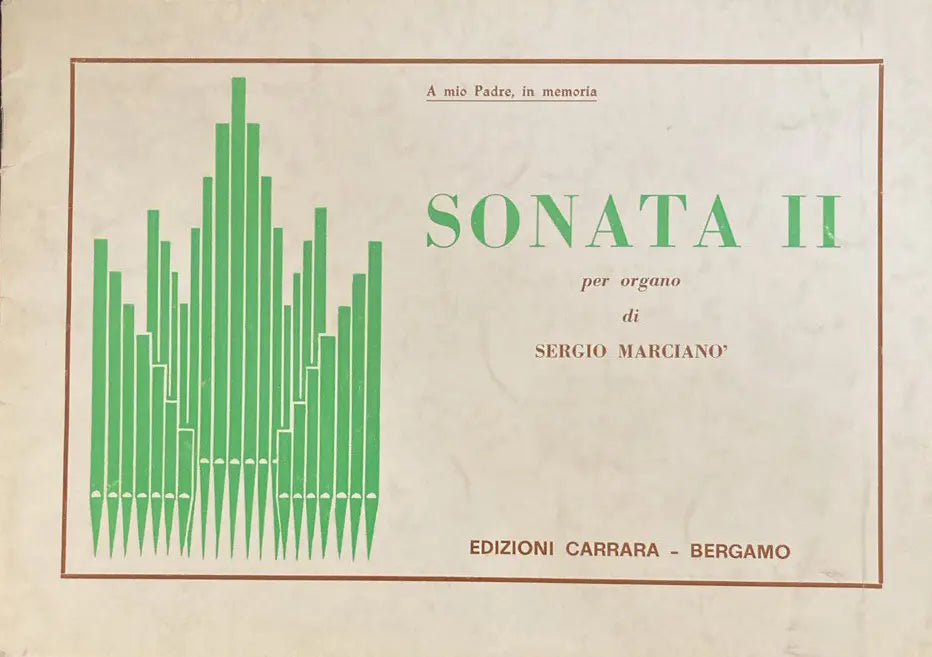 A mio Padre, in memoria
SONATA II
per organo
di
SERGIO MARCIANO'
EDIZIONI CARRARA - BERGAMO